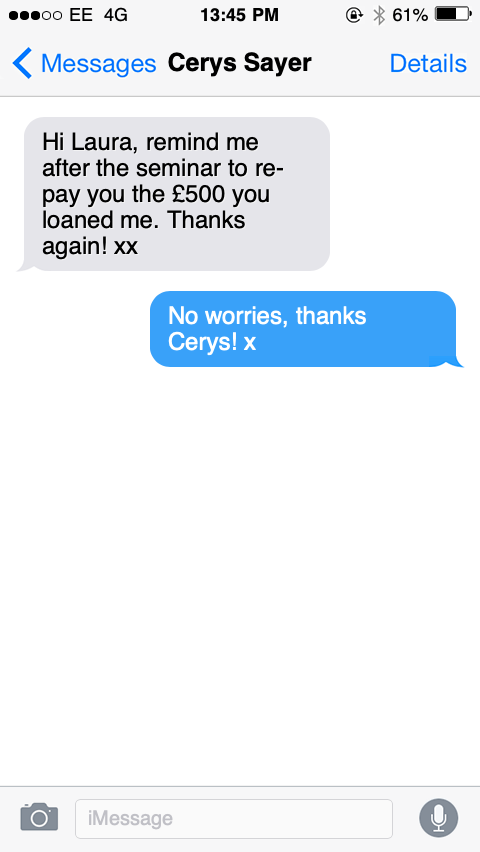 EE 4G 13:45 PM 61%
Messages Cerys Sayer Details
Hi Laura, remind me
after the seminar to re-
pay you the £500 you
loaned me. Thanks
again! xx
No worries, thanks
Cerys! x
iMessage